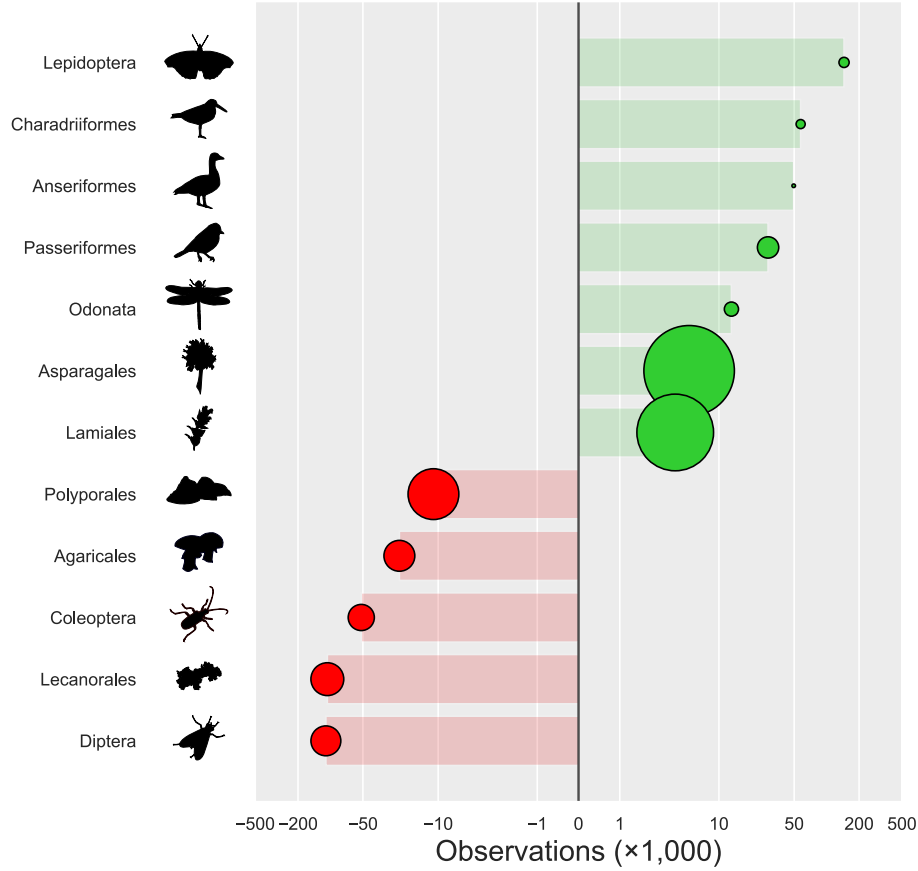 Lepidoptera
Charadriiformes
Anseriformes
Passeriformes
Odonata
Asparagales
Lamiales
Polyporales
Agaricales
Coleoptera
Lecanorales
Diptera
−500 −200 −50 −10 −1 0 1 10 50 200 500
Observations (×1,000)